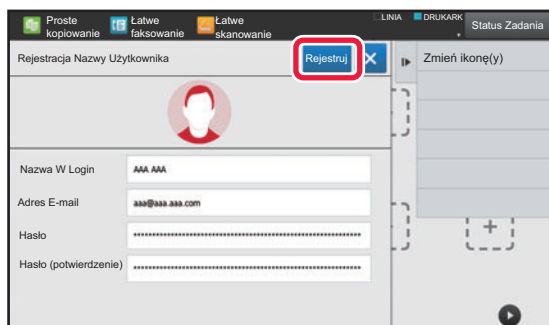 Proste
kopiowanie
Łatwe
faksowanie
Łatwe
skanowanie
LINIA
DRUKARK
Status Zadania
Rejestracja Nazwy Użytkownika
Rejestruj
Zmień ikonę(y)
Nazwa W Login
AAA AAA
Adres E-mail
aaa@aaa.aaa.com
Hasło
************************************************************
Hasło (potwierdzenie)
************************************************************